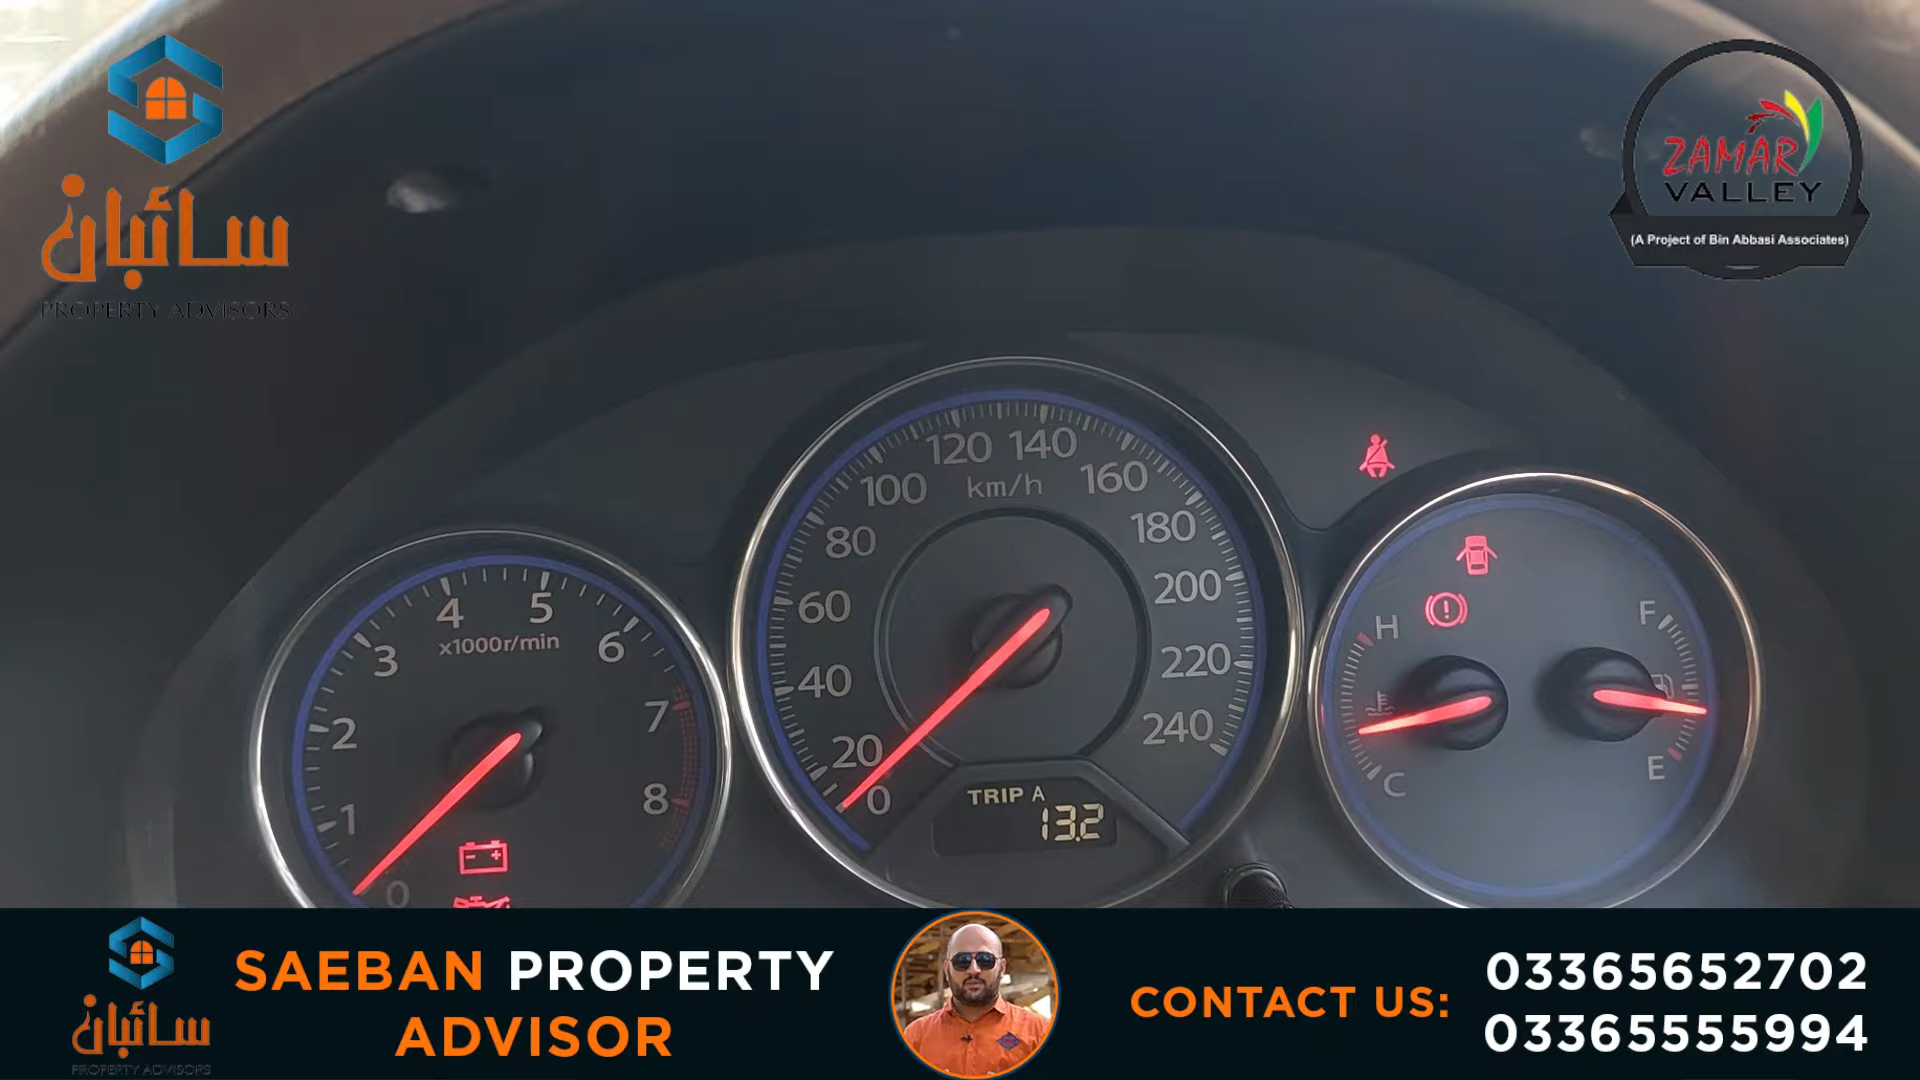 سائبان
PROPERTY ADVISORS
ZAMAR
VALLEY
(A Project of Bin Abbasi Associates)
0
1
2
3
4
5
6
7
8
x1000r/min
0
20
40
60
80
100
120
140
160
180
200
220
240
km/h
TRIP A
13.2
H
C
F
E
سائبان
PROPERTY ADVISORS
SAEBAN PROPERTY
ADVISOR
CONTACT US:
03365652702
03365555994